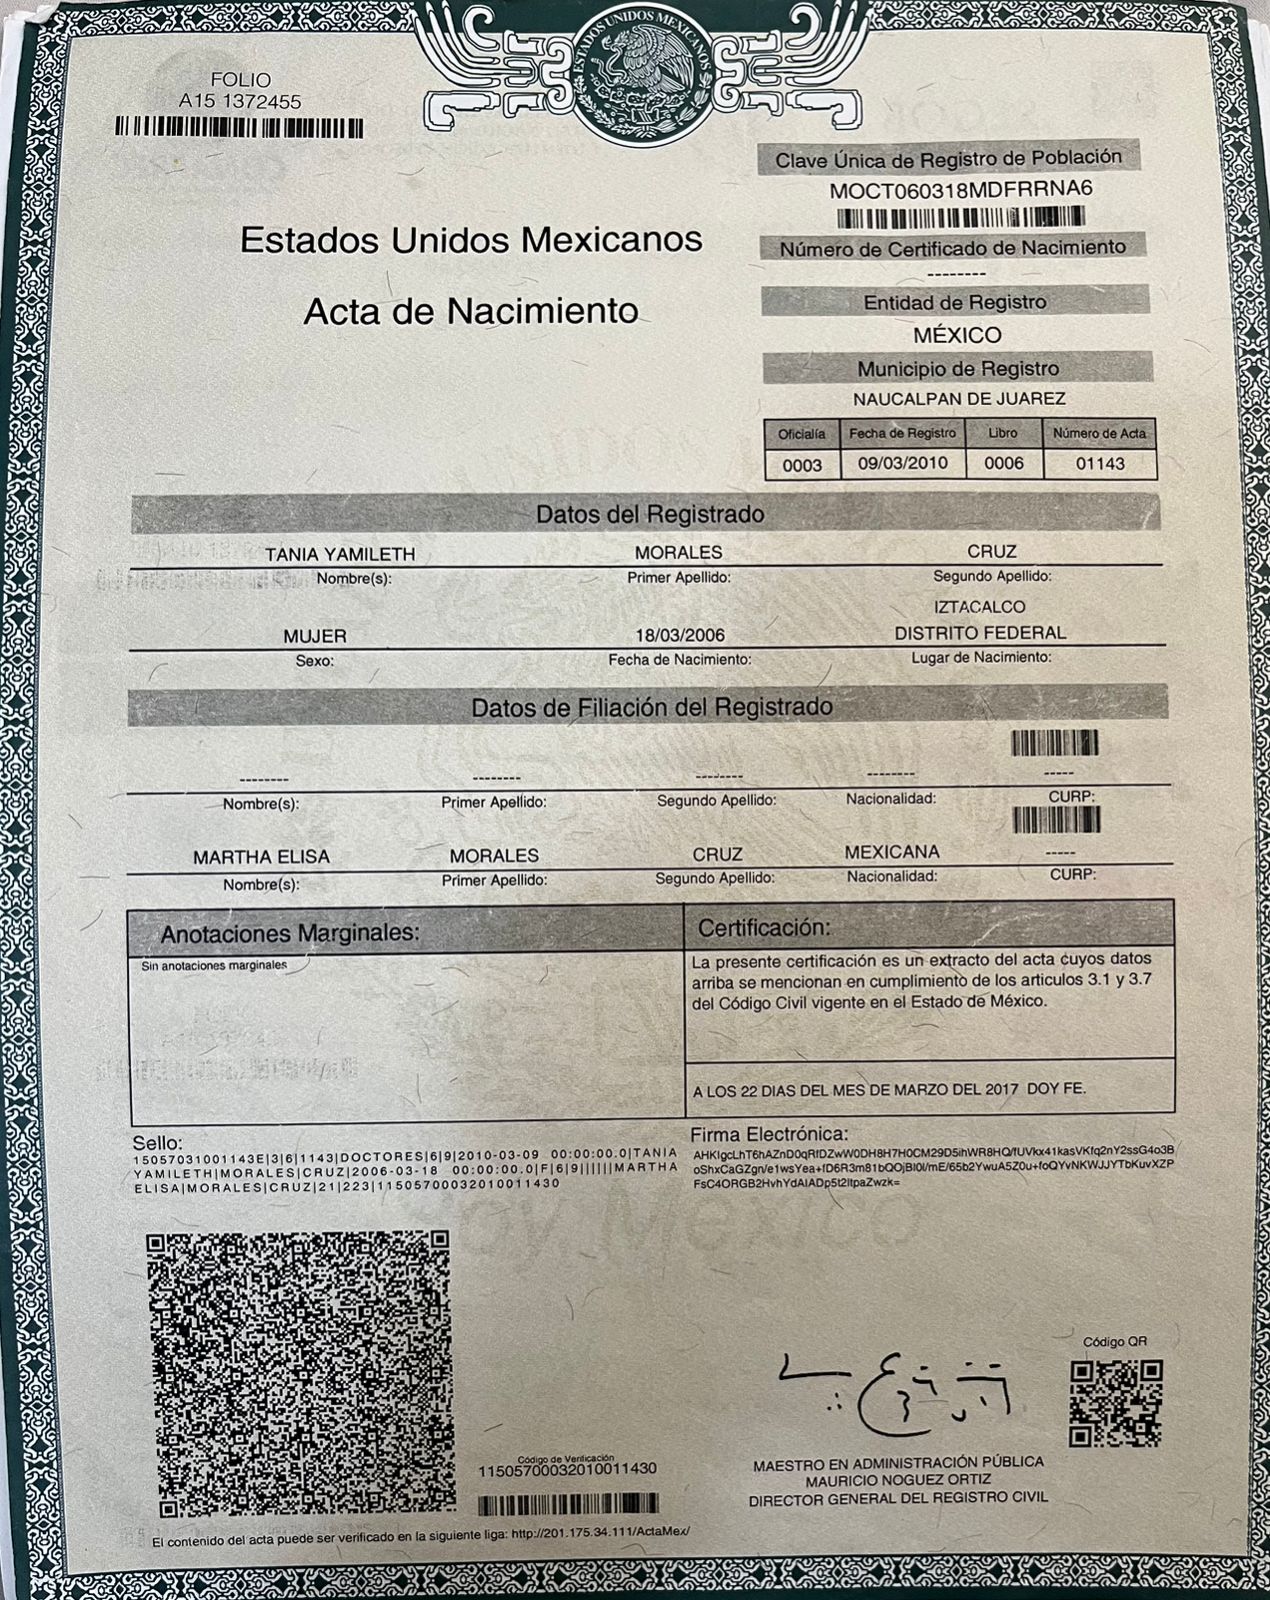 ESTADOS UNIDOS MEXICANOS
FOLIO
A15 1372455
Clave Única de Registro de Población
MOCT060318MDFRRNA6
Número de Certificado de Nacimiento
--------
Entidad de Registro
MÉXICO
Municipio de Registro
NAUCALPAN DE JUAREZ
Oficialía Fecha de Registro Libro Número de Acta
0003 09/03/2010 0006 01143
Estados Unidos Mexicanos
Acta de Nacimiento
Datos del Registrado
TANIA YAMILETH MORALES CRUZ
Nombre(s): Primer Apellido: Segundo Apellido:
IZTACALCO
MUJER 18/03/2006 DISTRITO FEDERAL
Sexo: Fecha de Nacimiento: Lugar de Nacimiento:
Datos de Filiación del Registrado
-------- -------- -------- -------- -----
Nombre(s): Primer Apellido: Segundo Apellido: Nacionalidad: CURP:
MARTHA ELISA MORALES CRUZ MEXICANA -----
Nombre(s): Primer Apellido: Segundo Apellido: Nacionalidad: CURP:
Anotaciones Marginales:
Sin anotaciones marginales
Certificación:
La presente certificación es un extracto del acta cuyos datos
arriba se mencionan en cumplimiento de los articulos 3.1 y 3.7
del Código Civil vigente en el Estado de México.
A LOS 22 DIAS DEL MES DE MARZO DEL 2017 DOY FE.
Sello:
15057031001143E|3|6|1143|DOCTORES|6|9|2010-03-09 00:00:00.0|TANIA
YAMILETH|MORALES|CRUZ|2006-03-18 00:00:00.0|F|6|9||||||MARTHA
ELISA|MORALES|CRUZ|21|223|11505700032010011430
Firma Electrónica:
Soy México
Código QR
Código de Verificación
11505700032010011430
MAESTRO EN ADMINISTRACIÓN PÚBLICA
MAURICIO NOGUEZ ORTIZ
DIRECTOR GENERAL DEL REGISTRO CIVIL
El contenido del acta puede ser verificado en la siguiente liga: http://201.175.34.111/ActaMex/